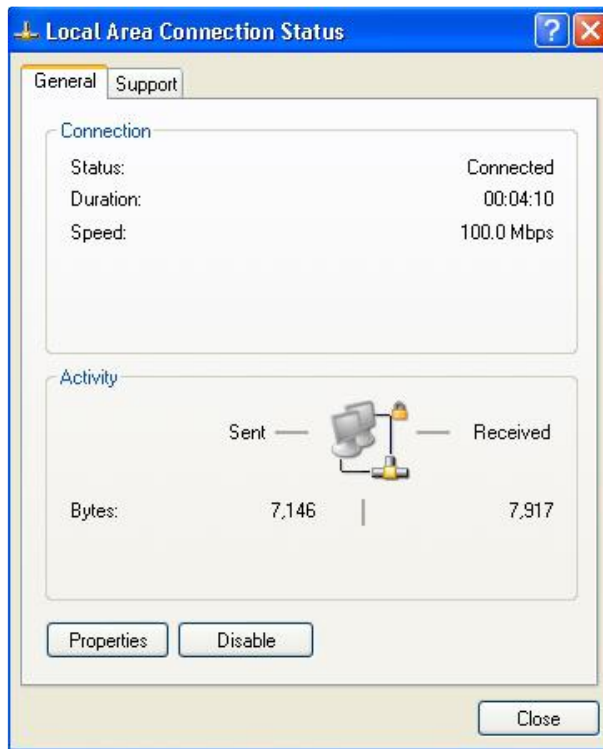 Local Area Connection Status
General Support
Connection
Status: Connected
Duration: 00:04:10
Speed: 100.0 Mbps
Activity
Sent Received
Bytes: 7,146 7,917
Properties Disable
Close